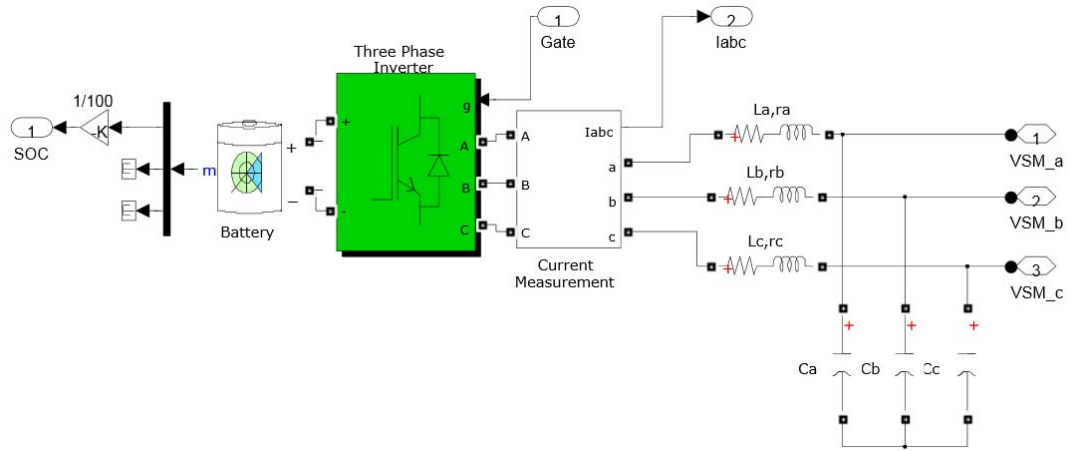 1
Gate
2
Iabc
Three Phase
Inverter
1/100
-K
1
SOC
m
+
−
Battery
+
-
g
A
B
C
A
B
C
Iabc
a
b
c
Current
Measurement
La,ra
+
Lb,rb
+
Lc,rc
+
1
VSM_a
2
VSM_b
3
VSM_c
+
+
+
Ca
Cb
Cc